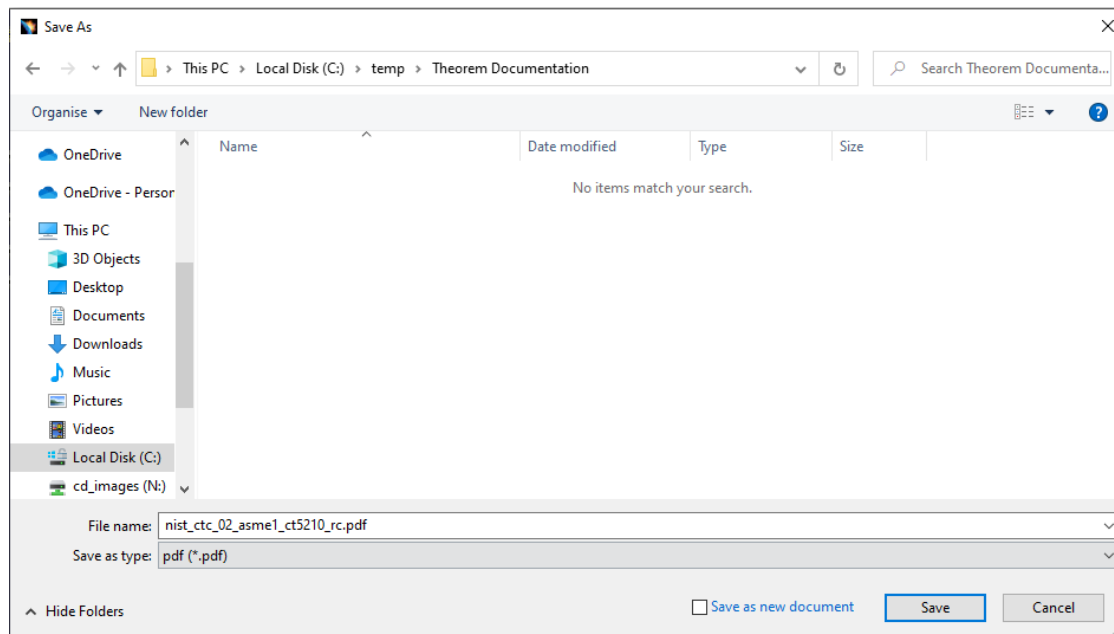 Save As
This PC > Local Disk (C:) > temp > Theorem Documentation
Search Theorem Documenta...
Organise
New folder
?
Name
Date modified
Type
Size
No items match your search.
OneDrive
OneDrive - Person
This PC
3D Objects
Desktop
Documents
Downloads
Music
Pictures
Videos
Local Disk (C:)
cd_images (N:)
File name: nist_ctc_02_asme1_ct5210_rc.pdf
Save as type: pdf (*.pdf)
Hide Folders
Save as new document
Save
Cancel